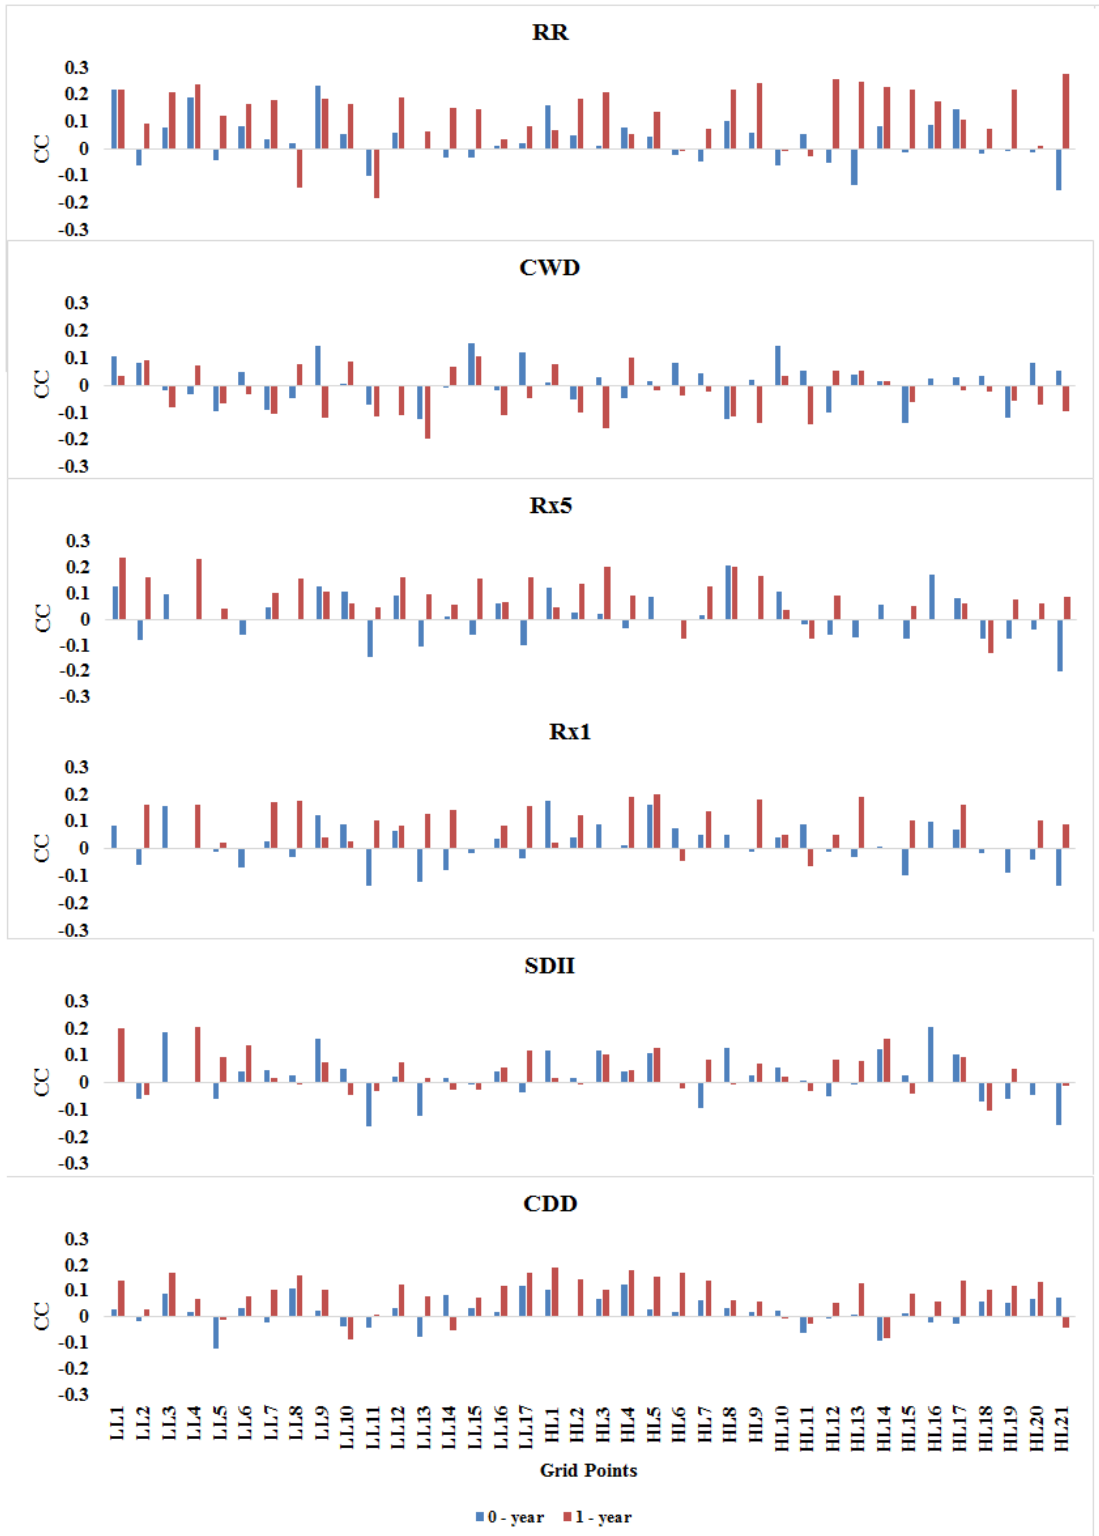 RR
0.3
0.2
0.1
0
-0.1
-0.2
-0.3
CC
CWD
0.3
0.2
0.1
0
-0.1
-0.2
-0.3
CC
Rx5
0.3
0.2
0.1
0
-0.1
-0.2
-0.3
CC
Rx1
0.3
0.2
0.1
0
-0.1
-0.2
-0.3
CC
SDII
0.3
0.2
0.1
0
-0.1
-0.2
-0.3
CC
CDD
0.3
0.2
0.1
0
-0.1
-0.2
-0.3
CC
LL1 LL2 LL3 LL4 LL5 LL6 LL7 LL8 LL9 LL10 LL11 LL12 LL13 LL14 LL15 LL16 LL17 HL1 HL2 HL3 HL4 HL5 HL6 HL7 HL8 HL9 HL10 HL11 HL12 HL13 HL14 HL15 HL16 HL17 HL18 HL19 HL20 HL21
Grid Points
0 - year 1 - year